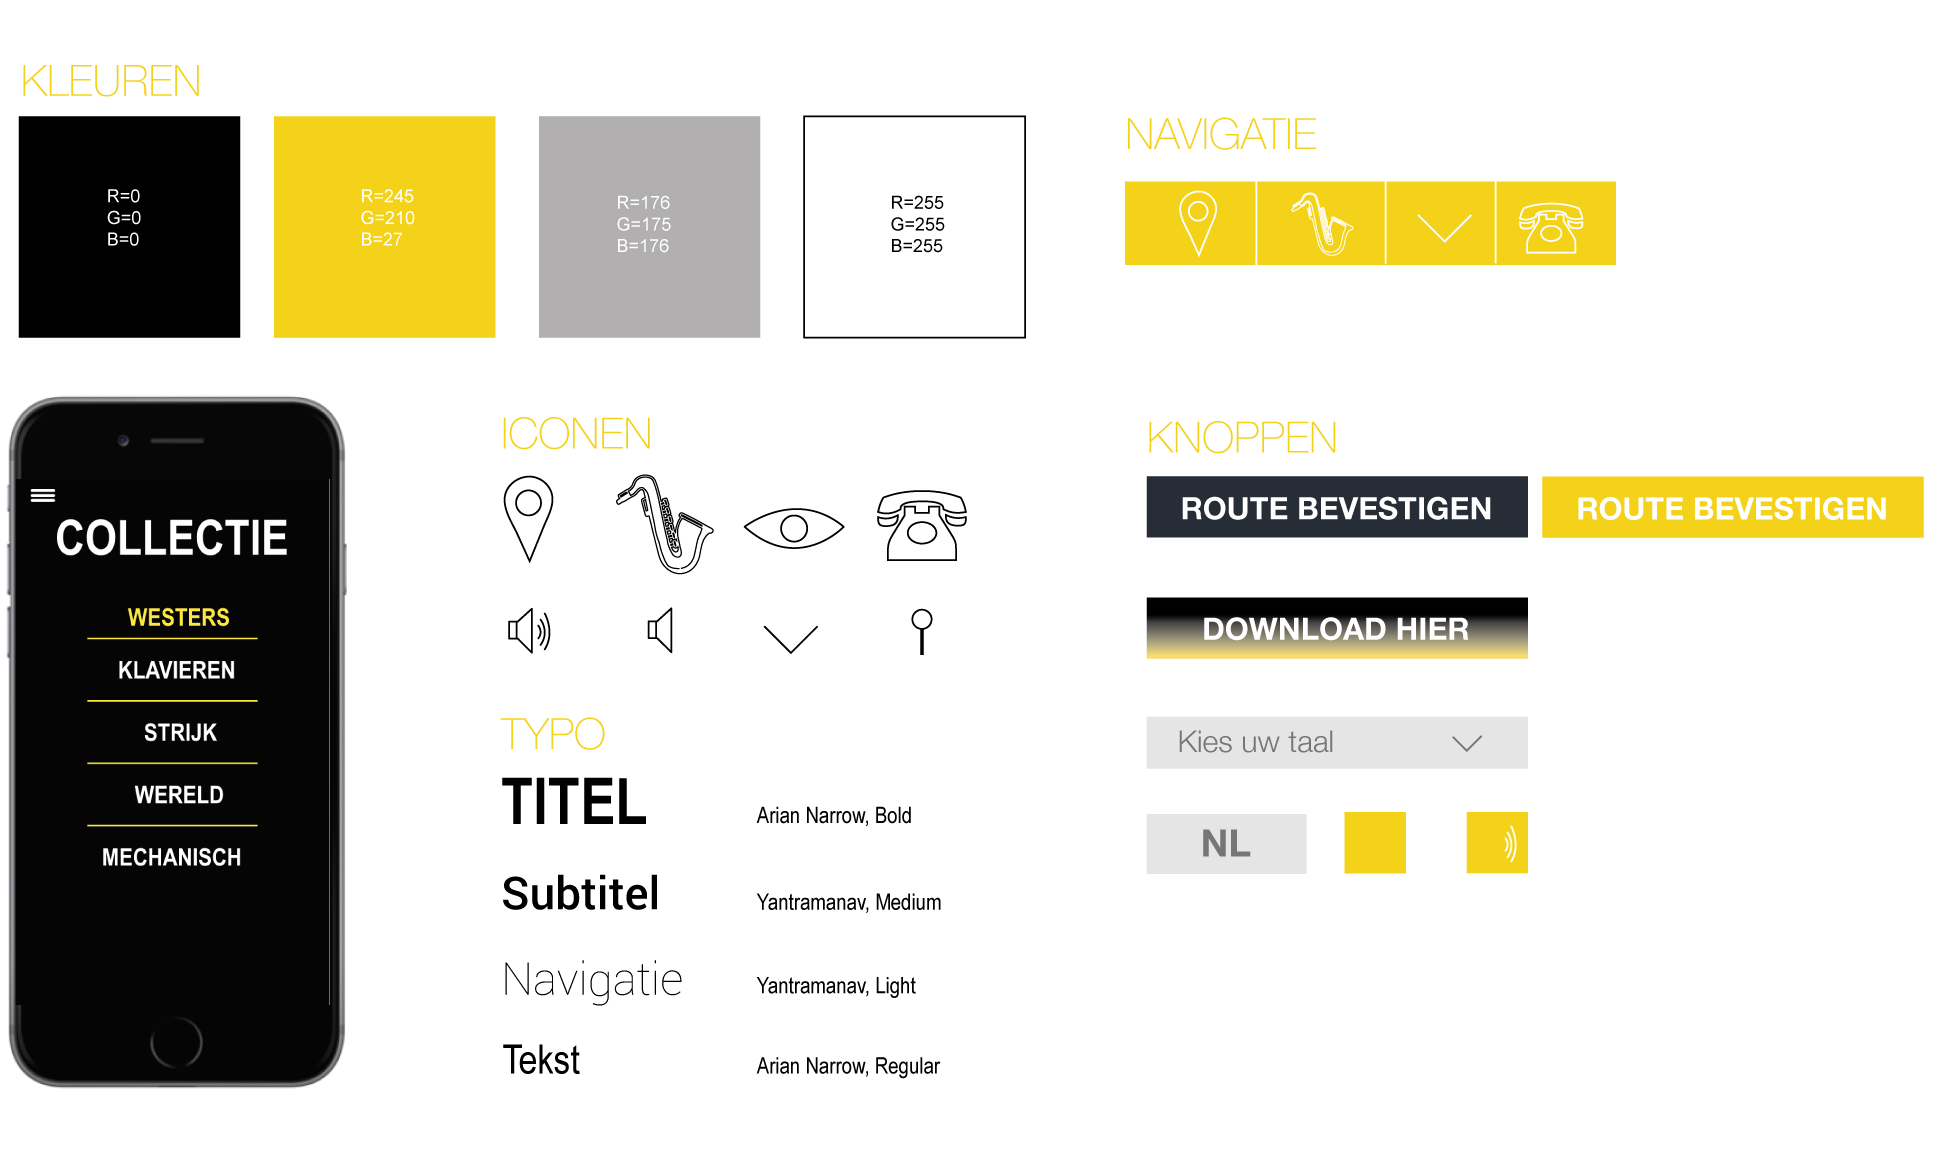 KLEUREN
R=0
G=0
B=0
R=245
G=210
B=27
R=176
G=175
B=176
R=255
G=255
B=255
NAVIGATIE
COLLECTIE
WESTERS
KLAVIEREN
STRIJK
WERELD
MECHANISCH
ICONEN
TYPO
TITEL
Arian Narrow, Bold
Subtitel
Yantramanav, Medium
Navigatie
Yantramanav, Light
Tekst
Arian Narrow, Regular
KNOPPEN
ROUTE BEVESTIGEN
ROUTE BEVESTIGEN
DOWNLOAD HIER
Kies uw taal
NL